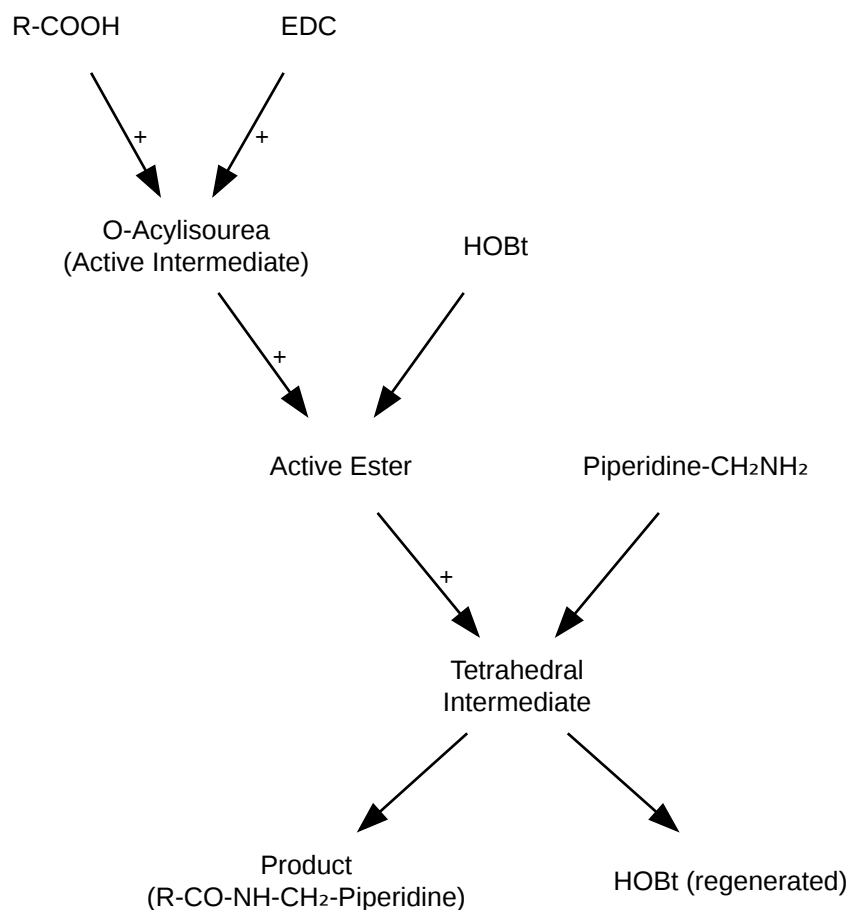 R-COOH
EDC
+
+
O-Acylisourea
(Active Intermediate)
HOBt
+
Active Ester
Piperidine-CH₂NH₂
+
Tetrahedral
Intermediate
Product
(R-CO-NH-CH₂-Piperidine)
HOBt (regenerated)